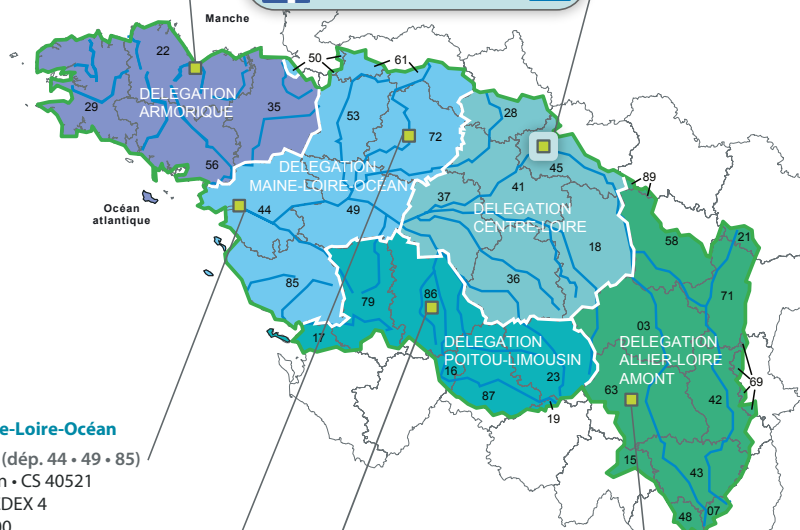 Manche
50
61
22
DELEGATION
ARMORIQUE
29
35
56
53
72
28
45
DELEGATION
MAINE-LOIRE-OCÉAN
41
37
89
DELEGATION
CENTRE-LOIRE
44
49
Océan
atlantique
18
58
21
85
36
79
86
71
17
03
DELEGATION
POITOU-LIMOUSIN
DELEGATION
ALLIER-LOIRE
AMONT
16
23
87
63
69
42
19
e-Loire-Océan
(dép. 44 • 49 • 85)
n • CS 40521
DEX 4
00
15
43
48
07